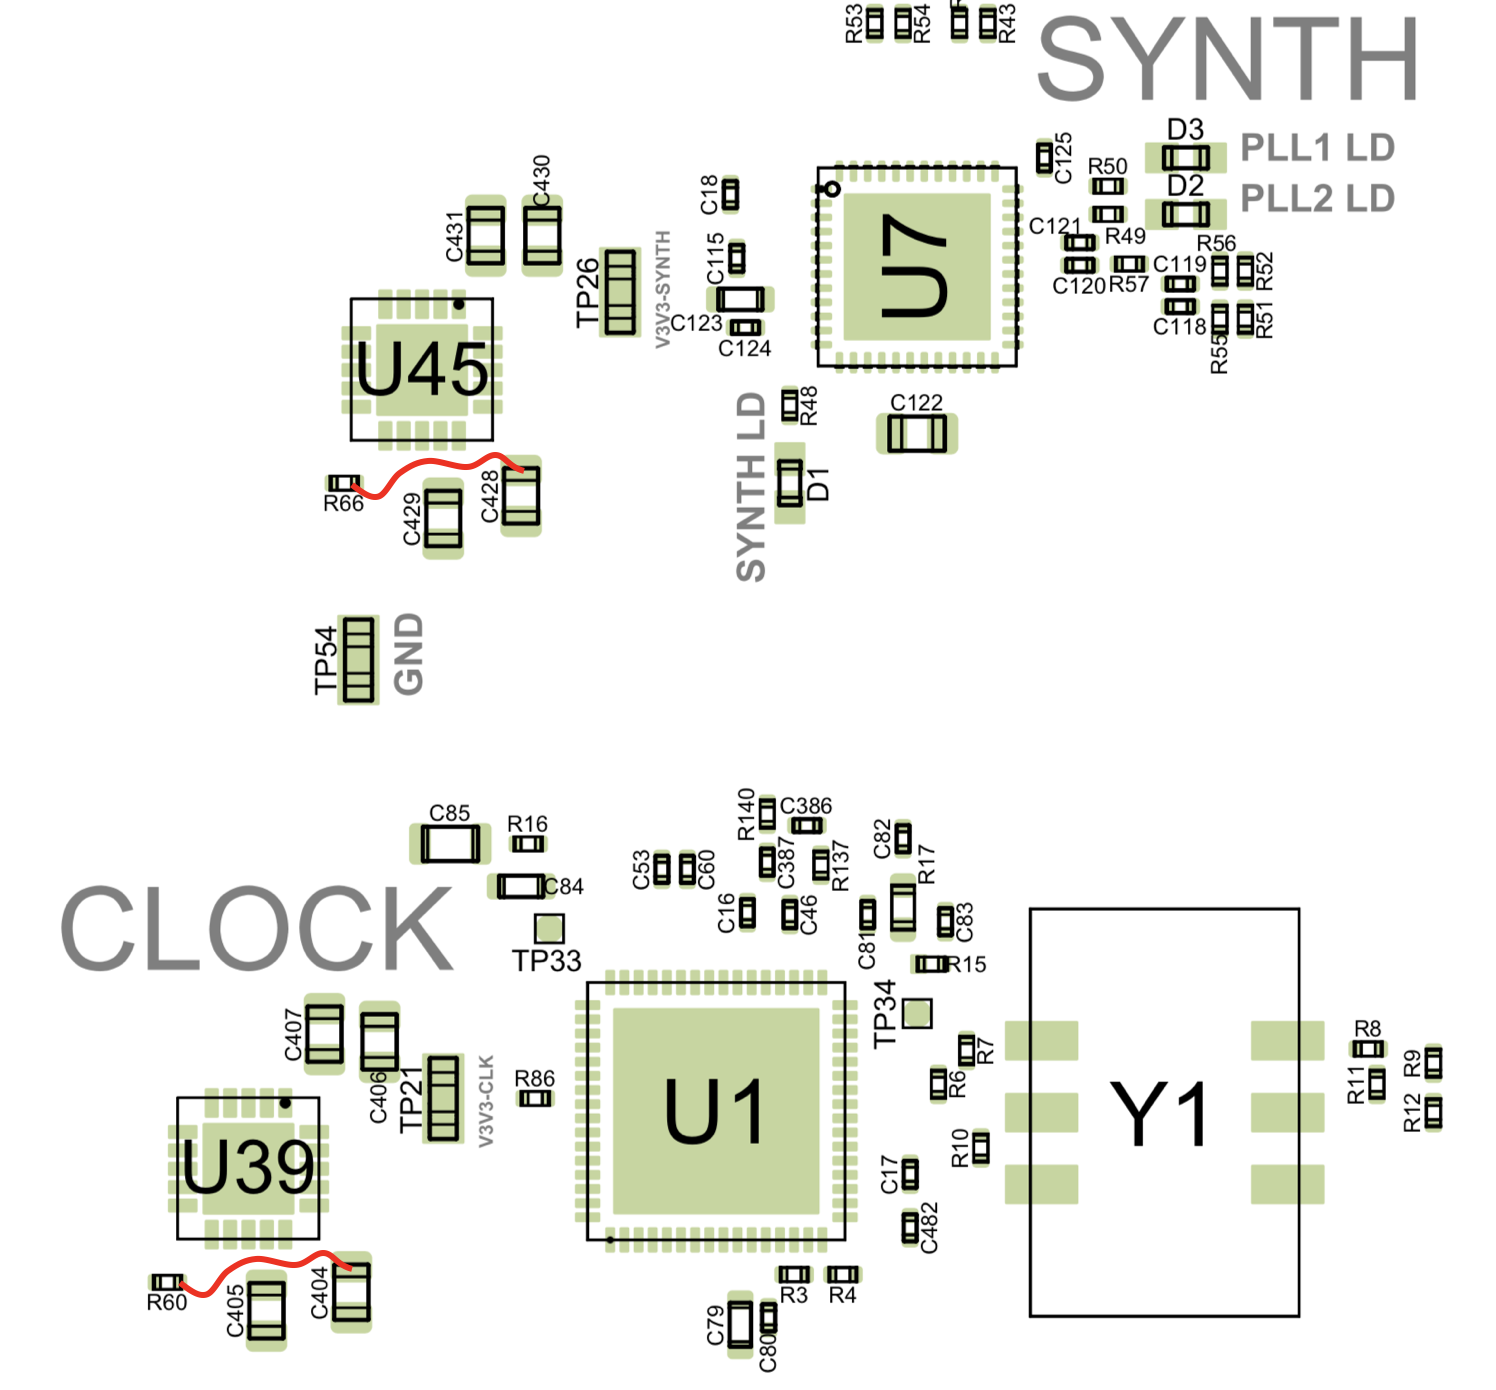 R53
R54
R43
SYNTH
D3
PLL1 LD
C125
R50
D2
PLL2 LD
C430
C431
C18
U7
C121
R49
R56
C115
C119
R52
TP26
V3V3-SYNTH
C120
R57
C123
C124
C118
R51
R55
U45
R48
C122
SYNTH LD
D1
R66
C429
C428
TP54
GND
C85
R16
R140
C386
C82
R17
C53
C60
C387
R137
C84
CLOCK
C16
C46
C81
C83
TP33
R15
TP34
C407
C406
TP21
V3V3-CLK
R86
U1
R7
R6
Y1
R8
R9
R11
R12
R10
U39
C17
C482
R60
C405
C404
R3
R4
C79
C80